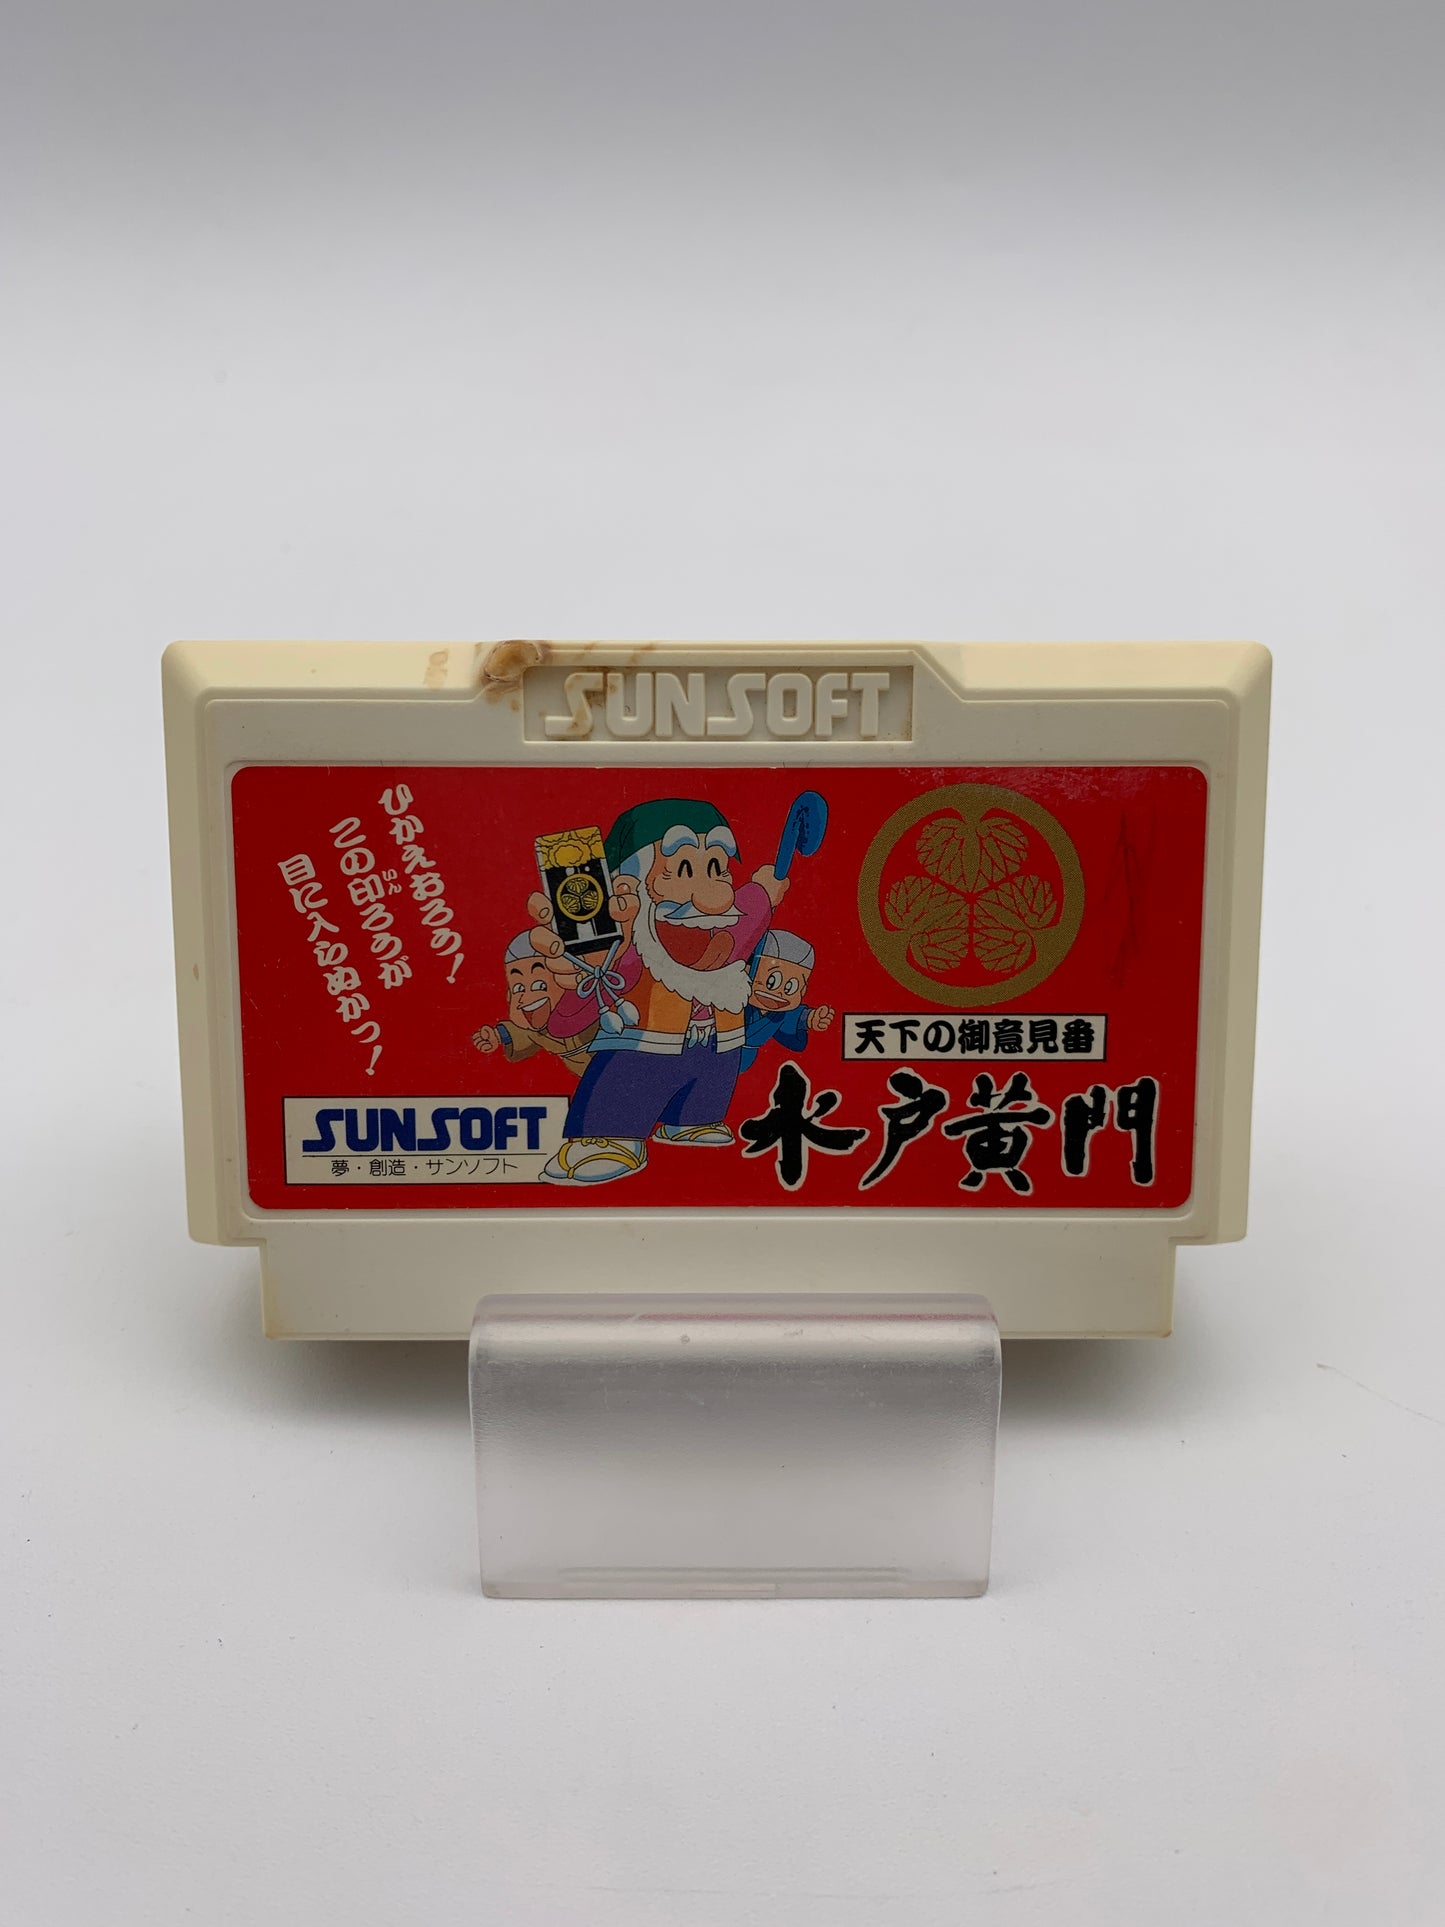 SUNSOFT
ひかえおろう!
この印ろうが
いん
目に入らぬかっ!
天下の御意見番
水戸黄門
SUNSOFT
夢・創造・サンソフト